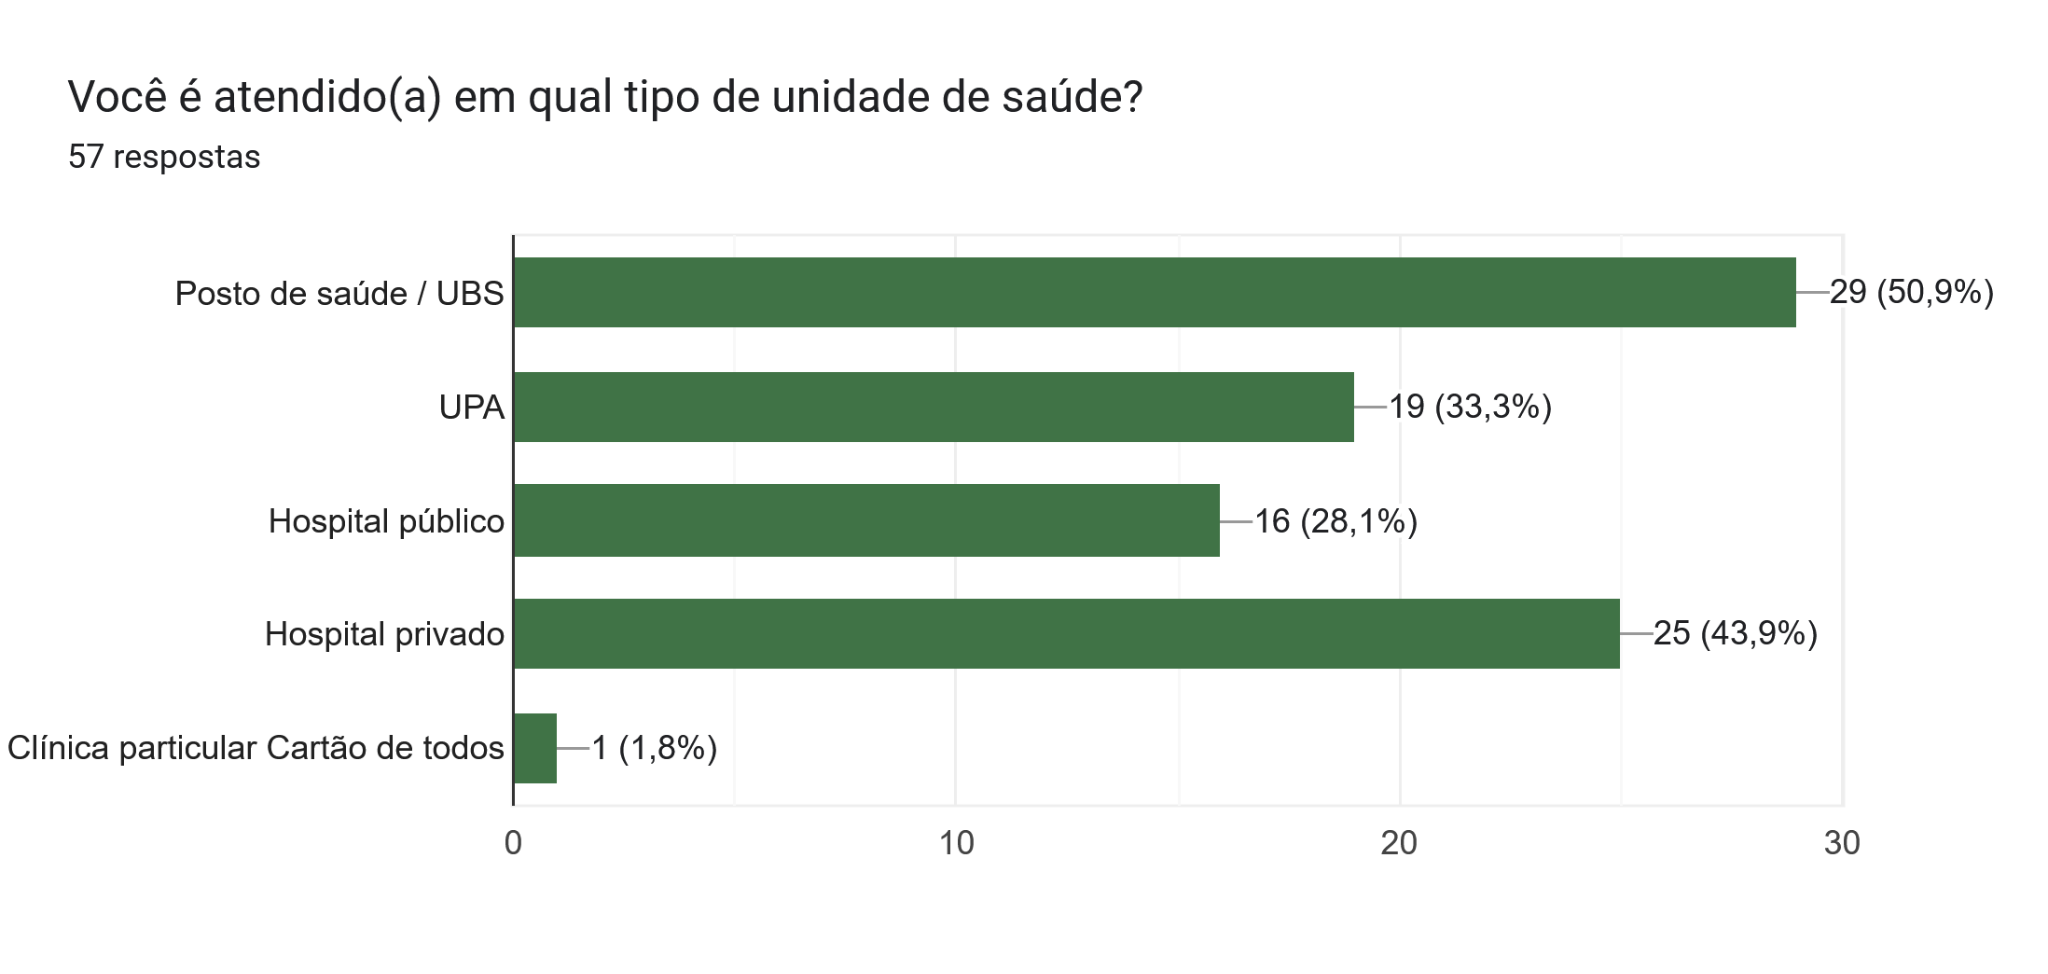 Você é atendido(a) em qual tipo de unidade de saúde?
57 respostas
Posto de saúde / UBS
29 (50,9%)
UPA
19 (33,3%)
Hospital público
16 (28,1%)
Hospital privado
25 (43,9%)
Clínica particular Cartão de todos
1 (1,8%)
0 10 20 30